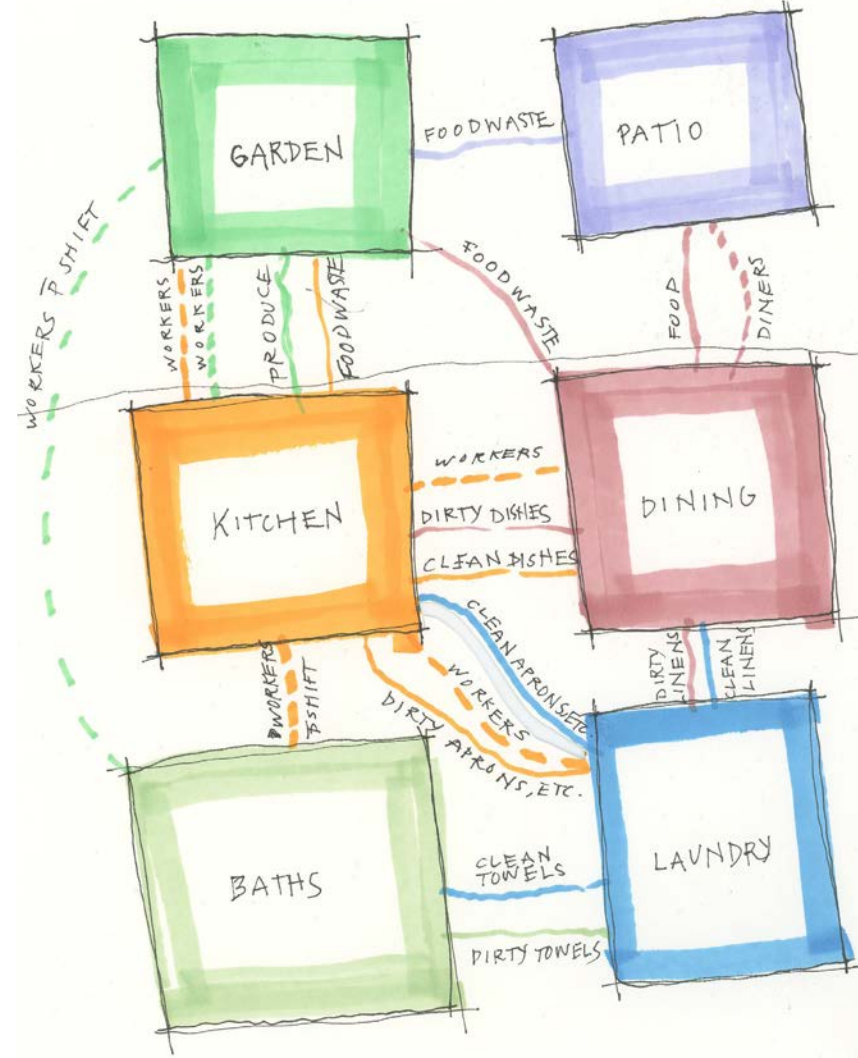 GARDEN
FOODWASTE
PATIO
WORKERS P̄ SHIFT
WORKERS
WORKERS
PRODUCE
FOODWASTE
FOODWASTE
FOOD
DINERS
KITCHEN
WORKERS
DIRTY DISHES
CLEAN DISHES
DINING
CLEAN APRONS, ETC
WORKERS
DIRTY APRONS, ETC.
WORKERS
P̄ SHIFT
DIRTY
LINENS
CLEAN
LINENS
BATHS
CLEAN
TOWELS
DIRTY TOWELS
LAUNDRY